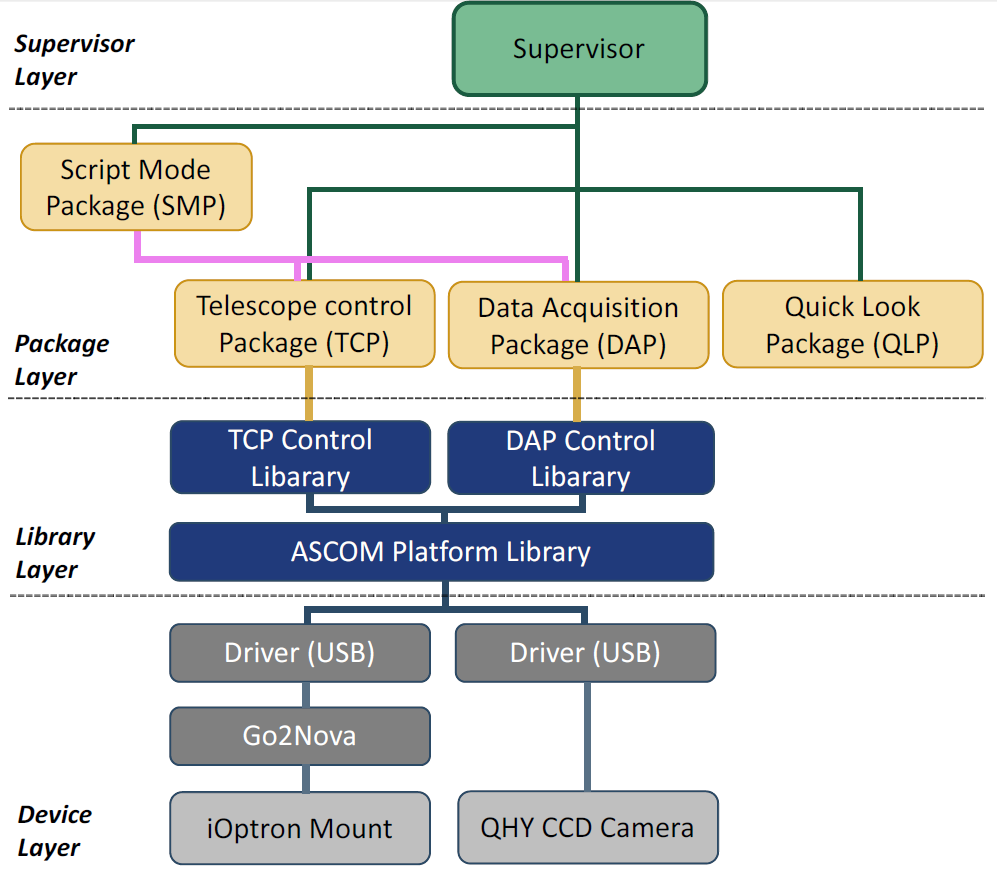 Supervisor
Layer
Supervisor
Script Mode
Package (SMP)
Telescope control
Package (TCP)
Data Acquisition
Package (DAP)
Quick Look
Package (QLP)
Package
Layer
TCP Control
Libarary
DAP Control
Libarary
Library
Layer
ASCOM Platform Library
Driver (USB)
Driver (USB)
Go2Nova
Device
Layer
iOptron Mount
QHY CCD Camera